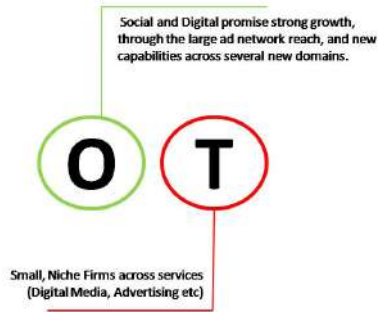 Social and Digital promise strong growth,
through the large ad network reach, and new
capabilities across several new domains.
O T
Small, Niche Firms across services
(Digital Media, Advertising etc)